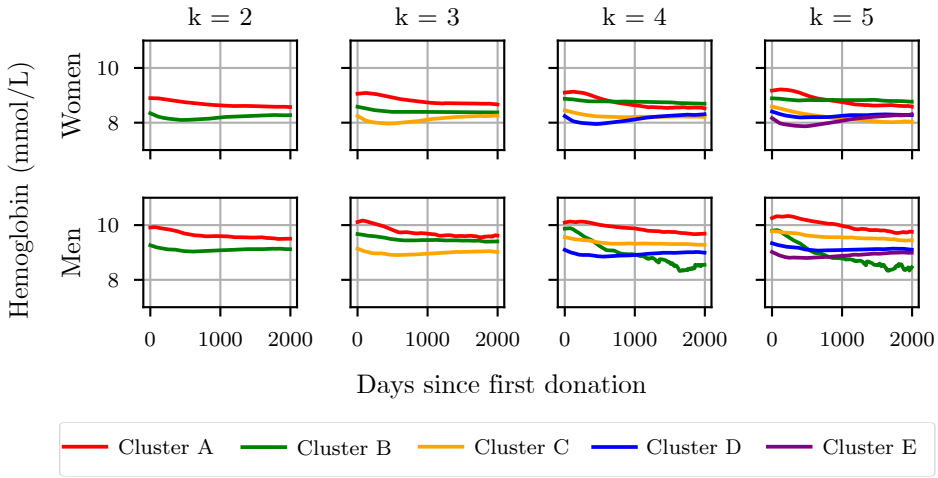 k = 2 k = 3 k = 4 k = 5
Hemoglobin (mmol/L)
Women
10
8
Men
10
8
0 1000 2000 0 1000 2000 0 1000 2000 0 1000 2000
Days since first donation
Cluster A Cluster B Cluster C Cluster D Cluster E